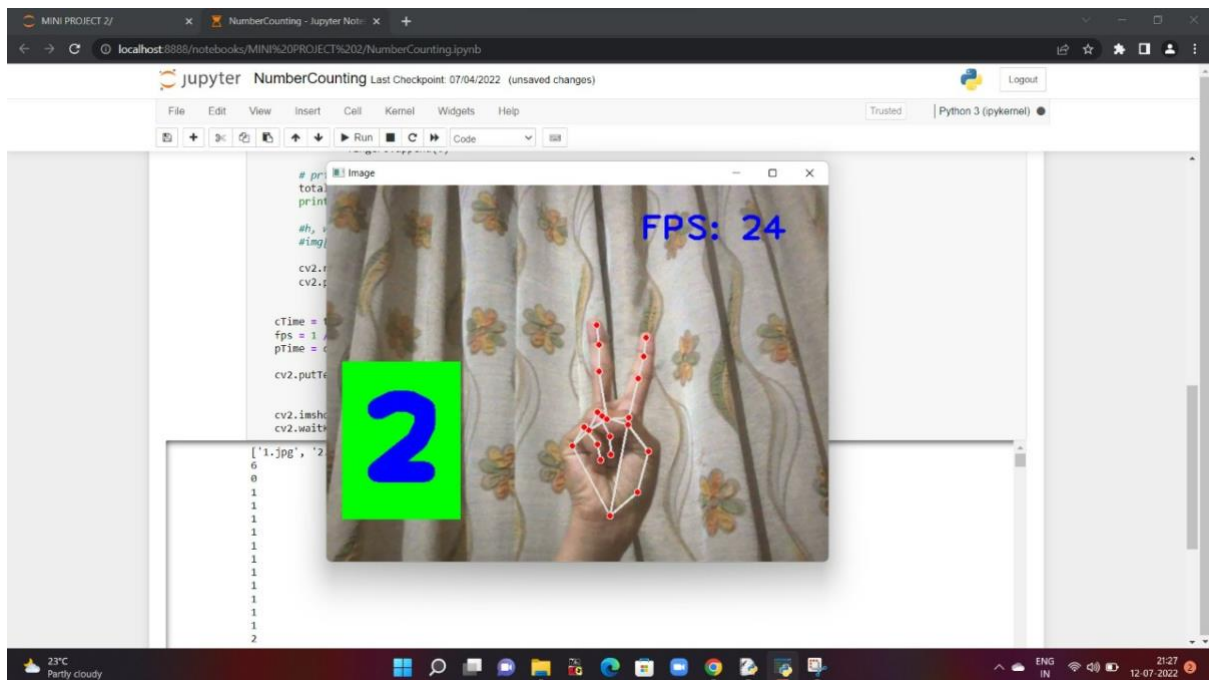 MINI PROJECT 2/
NumberCounting - Jupyter Note
localhost:8888/notebooks/MINI%20PROJECT%202/NumberCounting.ipynb
jupyter NumberCounting Last Checkpoint: 07/04/2022 (unsaved changes)
Logout
File Edit View Insert Cell Kernel Widgets Help
Trusted Python 3 (ipykernel)
Run Code
Image
# pr
total
print
#h,
#img[
cv2.r
cv2.p
cTime = t
fps = 1 /
pTime = c
cv2.putTe
cv2.imsho
cv2.waitK
FPS: 24
2
['1.jpg', '2.
6
0
1
1
1
1
1
1
1
1
1
1
1
2
23°C
Partly cloudy
ENG
IN
21:27
12-07-2022
2